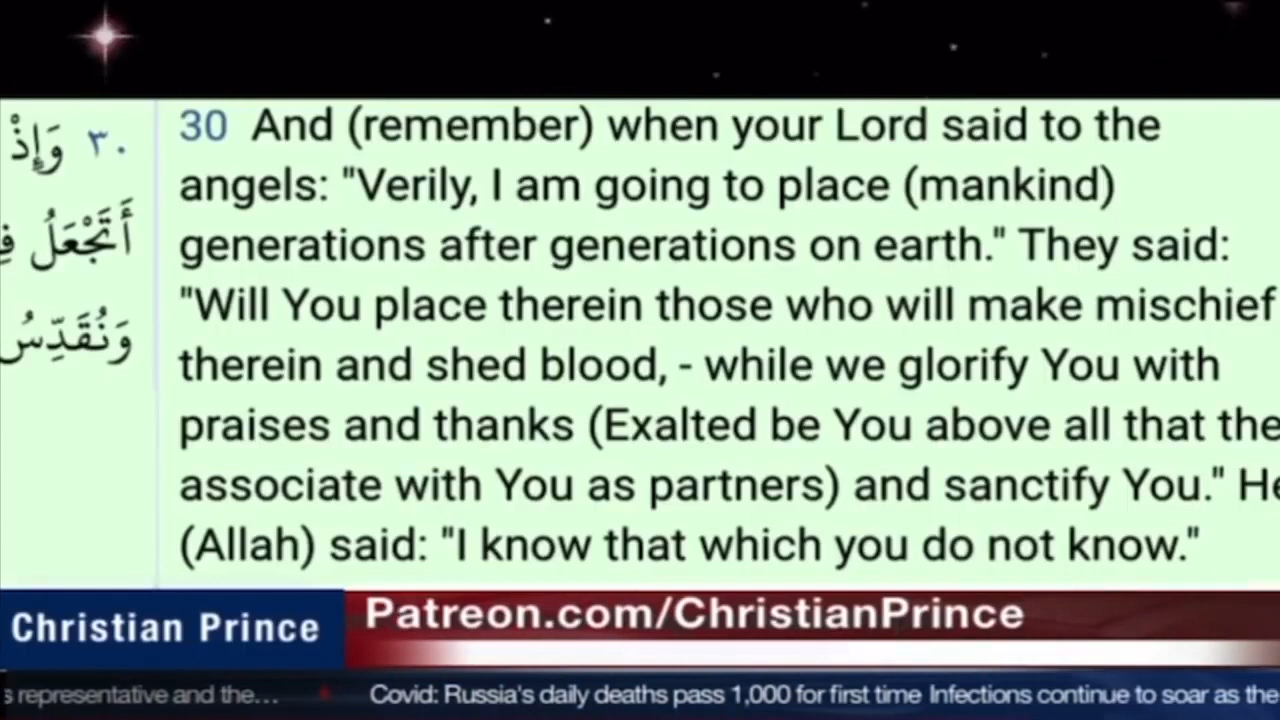 ٣٠. وَإِذْ
أَتَجْعَلُ
وَنُقَدِّسُ
30 And (remember) when your Lord said to the
angels: "Verily, I am going to place (mankind)
generations after generations on earth." They said:
"Will You place therein those who will make mischief
therein and shed blood, - while we glorify You with
praises and thanks (Exalted be You above all that the
associate with You as partners) and sanctify You." He
(Allah) said: "I know that which you do not know."
Christian Prince
Patreon.com/ChristianPrince
s representative and the... Covid: Russia's daily deaths pass 1,000 for first time Infections continue to soar as the